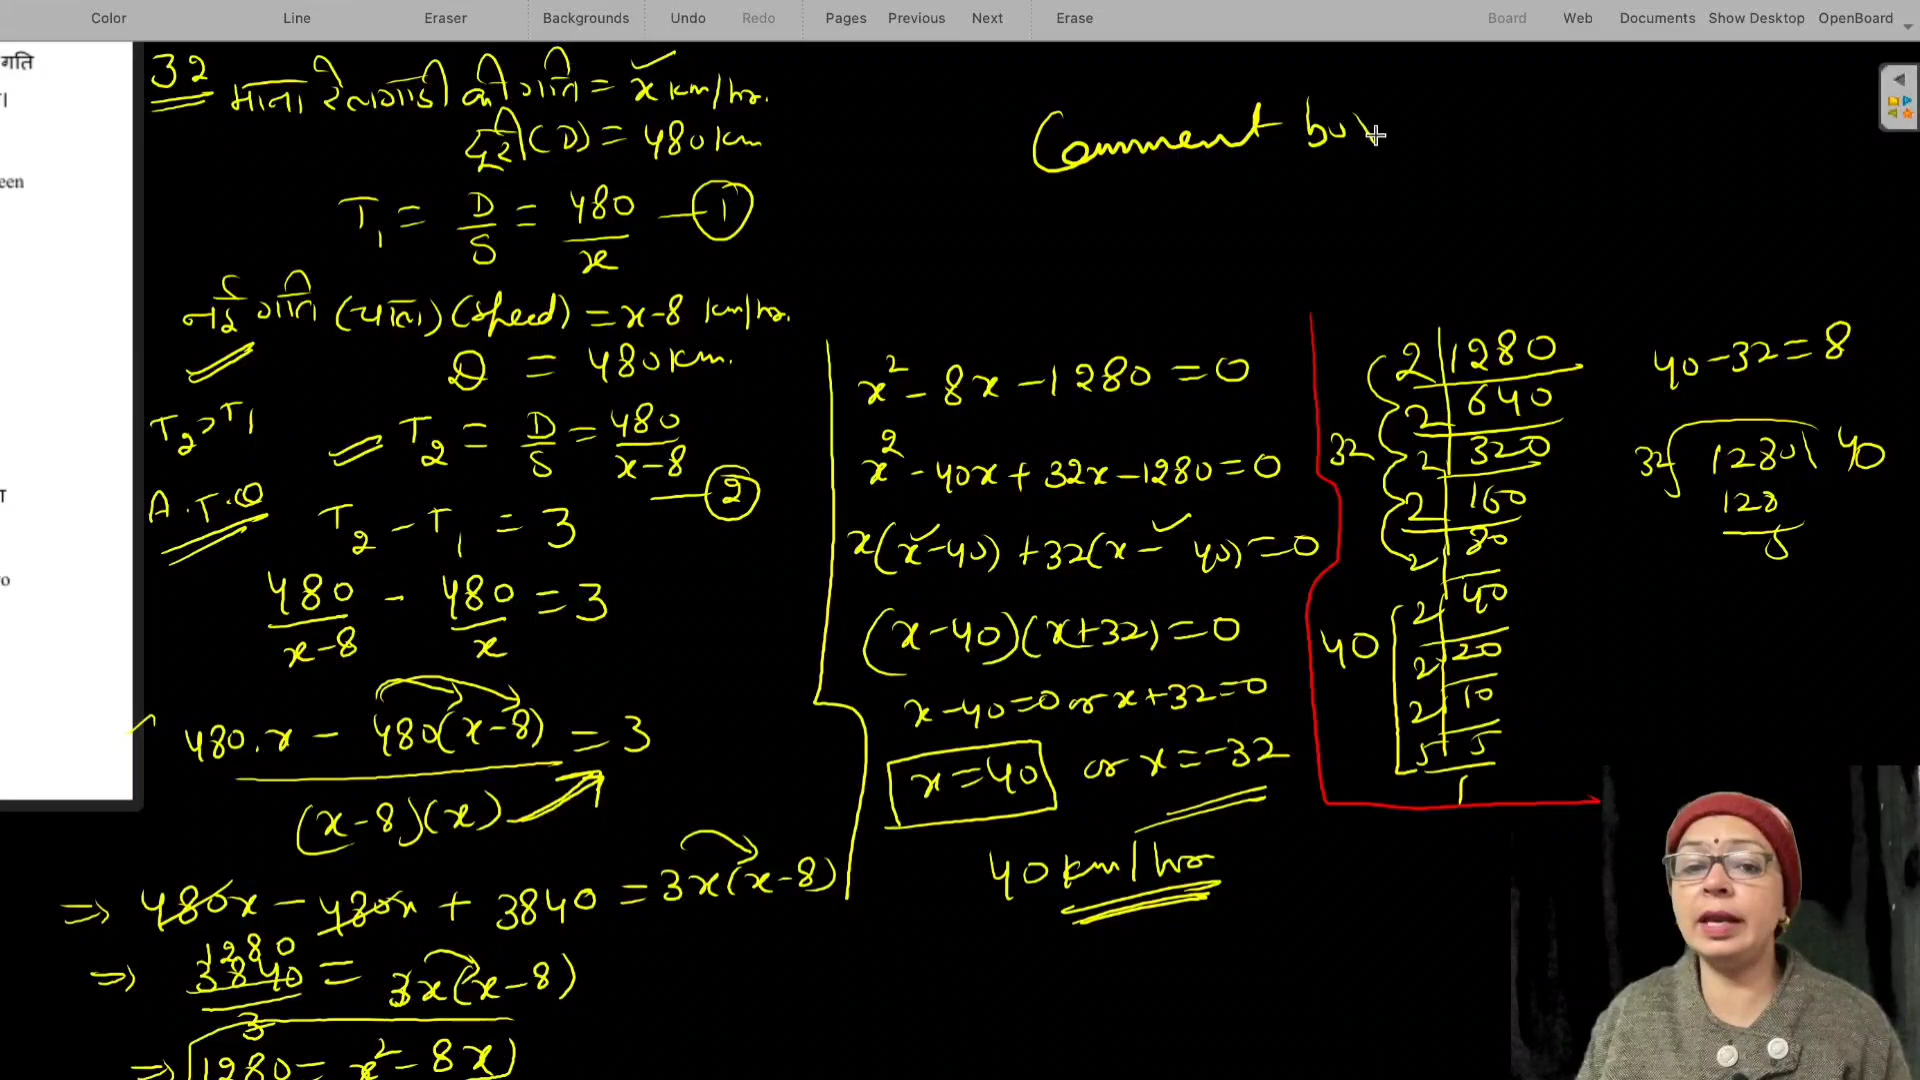 Color Line Eraser Backgrounds Undo Redo Pages Previous Next Erase Board Web Documents Show Desktop OpenBoard
गति
een
32 माना रेलगाड़ी की गति = x km/hr.
दूरी (D) = 480 km
T₁ = D/S = 480/x — ①
नई गति (चाल) (speed) = x-8 km/hr.
D = 480 km.
T₂ > T₁
T₂ = D/S = 480/x-8 — ②
A.T.Q
T₂ - T₁ = 3
480/x-8 - 480/x = 3
480.x - 480(x-8)/(x-8)(x) = 3
⇒ 480x - 480x + 3840 = 3x(x-8)
1280
⇒ 3840/3 = 3x(x-8)
⇒ 1280 = x² - 8x
Comment box
x² - 8x - 1280 = 0
x² - 40x + 32x - 1280 = 0
x(x-40) + 32(x-40) = 0
(x-40)(x+32) = 0
x-40=0 or x+32=0
x=40 or x=-32
40 km/hr
2 1280
2 640
32 2 320
2 160
2 80
2 40
40 2 20
2 10
5 5
1
40-32=8
32 1280 40
128